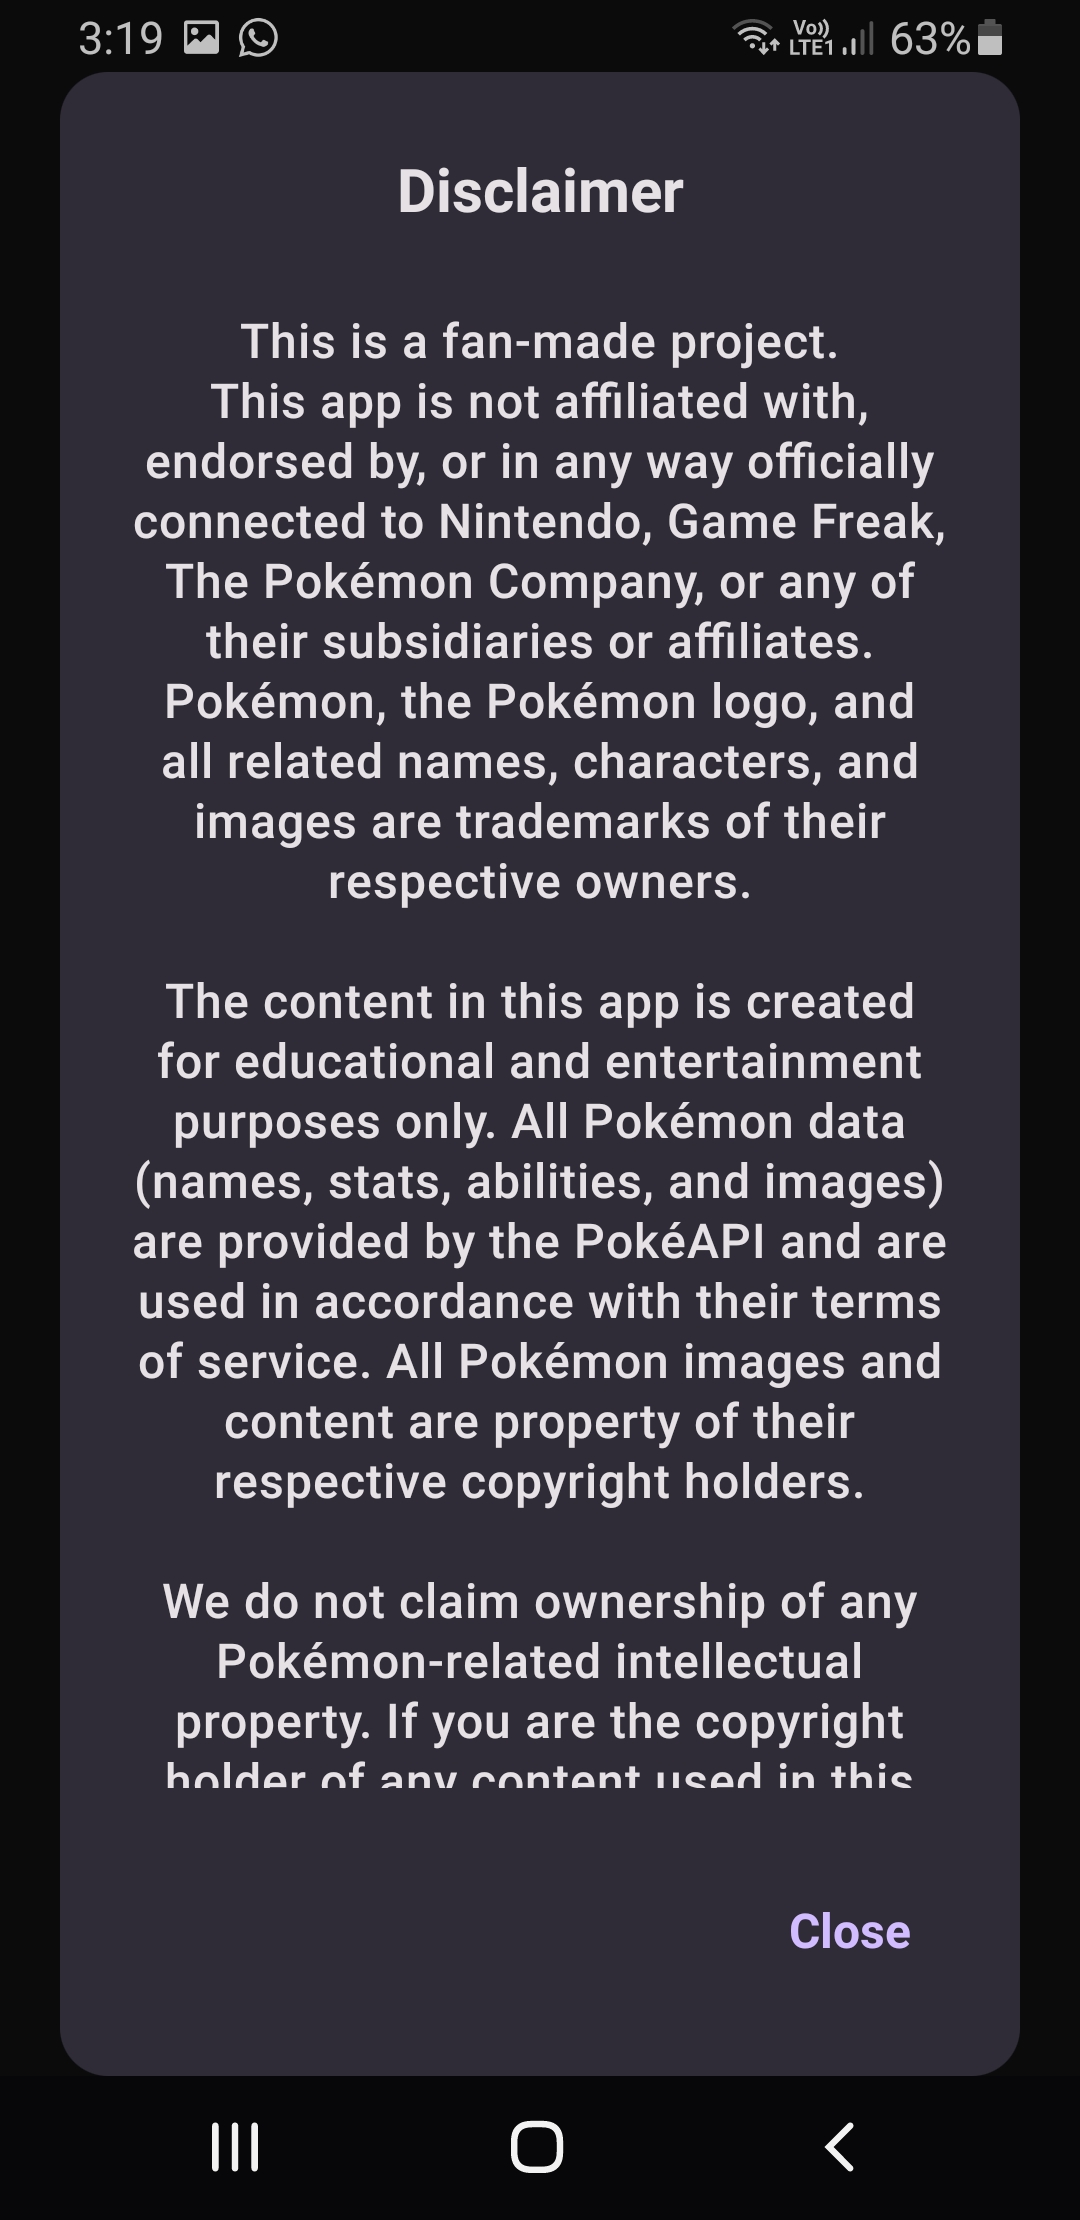 3:19
Vo)) LTE1 63%
Disclaimer
This is a fan-made project.
This app is not affiliated with,
endorsed by, or in any way officially
connected to Nintendo, Game Freak,
The Pokémon Company, or any of
their subsidiaries or affiliates.
Pokémon, the Pokémon logo, and
all related names, characters, and
images are trademarks of their
respective owners.
The content in this app is created
for educational and entertainment
purposes only. All Pokémon data
(names, stats, abilities, and images)
are provided by the PokéAPI and are
used in accordance with their terms
of service. All Pokémon images and
content are property of their
respective copyright holders.
We do not claim ownership of any
Pokémon-related intellectual
property. If you are the copyright
holder of any content used in this
Close